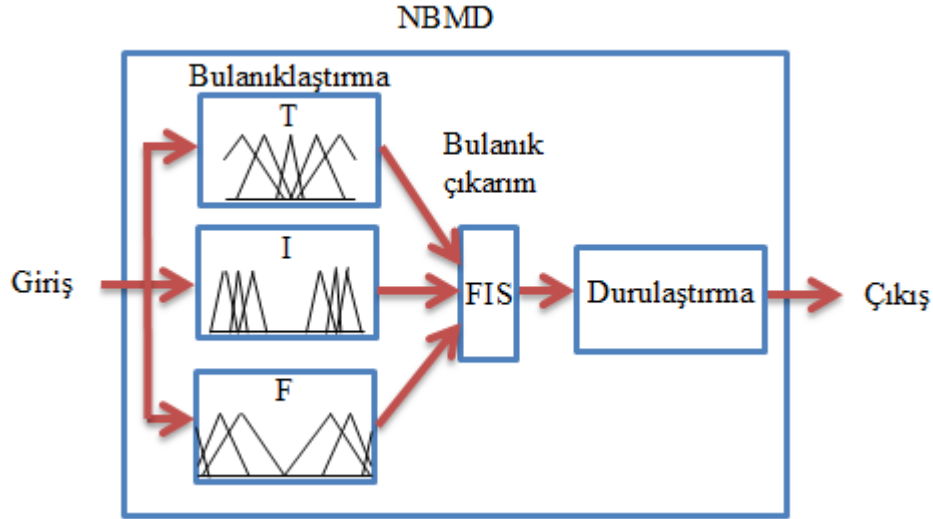 NBMD
Bulanıklaştırma
T
Bulanık
çıkarım
I
Giriş
FIS
Durulaştırma
Çıkış
F